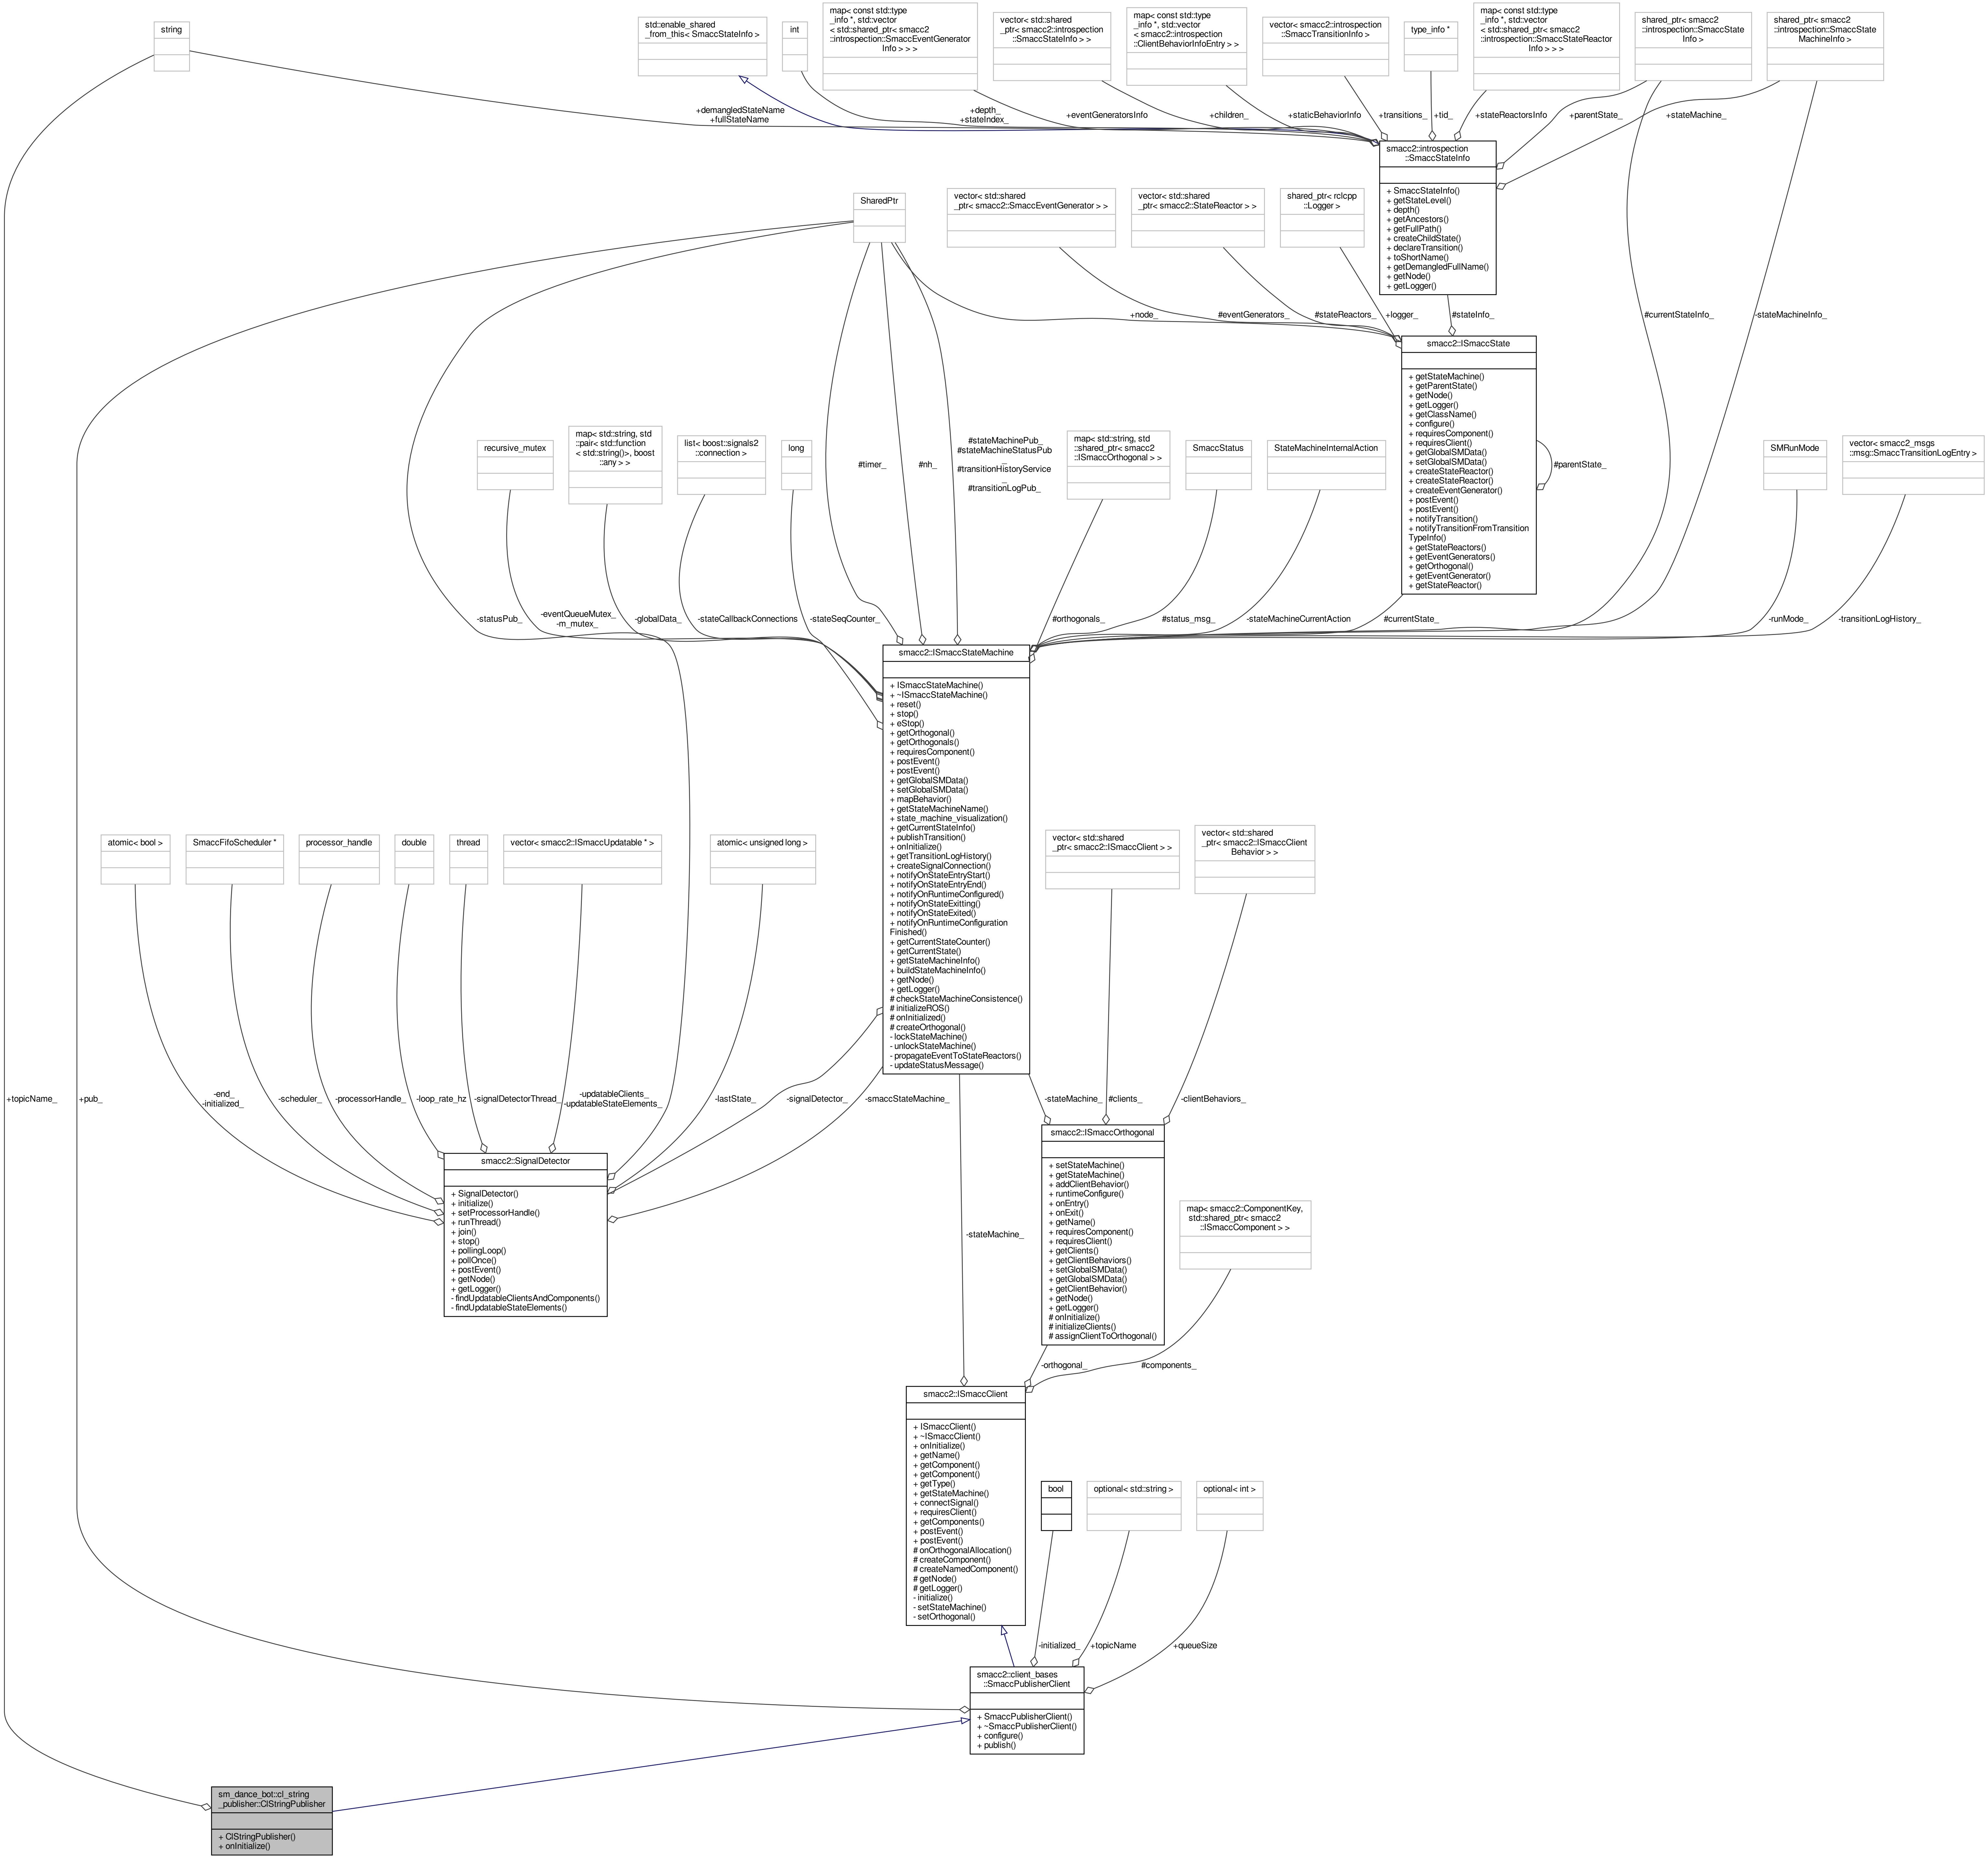 string
std::enable_shared
_from_this< SmaccStateInfo >
int
map< const std::type
_info *, std::vector
< std::shared_ptr< smacc2
::introspection::SmaccEventGenerator
Info > > >
vector< std::shared
_ptr< smacc2::introspection
::SmaccStateInfo > >
map< const std::type
_info *, std::vector
< smacc2::introspection
::ClientBehaviorInfoEntry > >
vector< smacc2::introspection
::SmaccTransitionInfo >
type_info *
map< const std::type
_info *, std::vector
< std::shared_ptr< smacc2
::introspection::SmaccStateReactor
Info > > >
shared_ptr< smacc2
::introspection::SmaccState
Info >
shared_ptr< smacc2
::introspection::SmaccState
MachineInfo >
+demangledStateName
+fullStateName
+depth_
+stateIndex_
+eventGeneratorsInfo
+children_
+staticBehaviorInfo
+transitions_
+tid_
+stateReactorsInfo
+parentState_
+stateMachine_
smacc2::introspection
::SmaccStateInfo
+ SmaccStateInfo()
+ getStateLevel()
+ depth()
+ getAncestors()
+ getFullPath()
+ createChildState()
+ declareTransition()
+ toShortName()
+ getDemangledFullName()
+ getNode()
+ getLogger()
SharedPtr
vector< std::shared
_ptr< smacc2::SmaccEventGenerator > >
vector< std::shared
_ptr< smacc2::StateReactor > >
shared_ptr< rclcpp
::Logger >
+node_
#eventGenerators_
#stateReactors_
+logger_
#stateInfo_
#currentStateInfo_
-stateMachineInfo_
smacc2::ISmaccState
+ getStateMachine()
+ getParentState()
+ getNode()
+ getLogger()
+ getClassName()
+ configure()
+ requiresComponent()
+ requiresClient()
+ getGlobalSMData()
+ setGlobalSMData()
+ createStateReactor()
+ createStateReactor()
+ createEventGenerator()
+ postEvent()
+ postEvent()
+ notifyTransition()
+ notifyTransitionFromTransition
TypeInfo()
+ getStateReactors()
+ getEventGenerators()
+ getOrthogonal()
+ getEventGenerator()
+ getStateReactor()
#parentState_
recursive_mutex
map< std::string, std
::pair< std::function
< std::string()>, boost
::any > >
list< boost::signals2
::connection >
long
#timer_
#nh_
#stateMachinePub_
#stateMachineStatusPub
_
#transitionHistoryService
_
#transitionLogPub_
map< std::string, std
::shared_ptr< smacc2
::ISmaccOrthogonal > >
SmaccStatus
StateMachineInternalAction
SMRunMode
vector< smacc2_msgs
::msg::SmaccTransitionLogEntry >
-statusPub_
-eventQueueMutex_
-m_mutex_
-globalData_
-stateCallbackConnections
-stateSeqCounter_
#orthogonals_
#status_msg_
-stateMachineCurrentAction
#currentState_
-runMode_
-transitionLogHistory_
smacc2::ISmaccStateMachine
+ ISmaccStateMachine()
+ ~ISmaccStateMachine()
+ reset()
+ stop()
+ eStop()
+ getOrthogonal()
+ getOrthogonals()
+ requiresComponent()
+ postEvent()
+ postEvent()
+ getGlobalSMData()
+ setGlobalSMData()
+ mapBehavior()
+ getStateMachineName()
+ state_machine_visualization()
+ getCurrentStateInfo()
+ publishTransition()
+ onInitialize()
+ getTransitionLogHistory()
+ createSignalConnection()
+ notifyOnStateEntryStart()
+ notifyOnStateEntryEnd()
+ notifyOnRuntimeConfigured()
+ notifyOnStateExitting()
+ notifyOnStateExited()
+ notifyOnRuntimeConfiguration
Finished()
+ getCurrentStateCounter()
+ getCurrentState()
+ getStateMachineInfo()
+ buildStateMachineInfo()
+ getNode()
+ getLogger()
# checkStateMachineConsistence()
# initializeROS()
# onInitialized()
# createOrthogonal()
- lockStateMachine()
- unlockStateMachine()
- propagateEventToStateReactors()
- updateStatusMessage()
atomic< bool >
SmaccFifoScheduler *
processor_handle
double
thread
vector< smacc2::ISmaccUpdatable * >
atomic< unsigned long >
vector< std::shared
_ptr< smacc2::ISmaccClient > >
vector< std::shared
_ptr< smacc2::ISmaccClient
Behavior > >
+topicName_
+pub_
-end_
-initialized_
-scheduler_
-processorHandle_
-loop_rate_hz
-signalDetectorThread_
-updatableClients_
-updatableStateElements_
-lastState_
-signalDetector_
-smaccStateMachine_
-stateMachine_
#clients_
-clientBehaviors_
smacc2::SignalDetector
+ SignalDetector()
+ initialize()
+ setProcessorHandle()
+ runThread()
+ join()
+ stop()
+ pollingLoop()
+ pollOnce()
+ postEvent()
+ getNode()
+ getLogger()
- findUpdatableClientsAndComponents()
- findUpdatableStateElements()
smacc2::ISmaccOrthogonal
+ setStateMachine()
+ getStateMachine()
+ addClientBehavior()
+ runtimeConfigure()
+ onEntry()
+ onExit()
+ getName()
+ requiresComponent()
+ requiresClient()
+ getClients()
+ getClientBehaviors()
+ setGlobalSMData()
+ getGlobalSMData()
+ getClientBehavior()
+ getNode()
+ getLogger()
# onInitialize()
# initializeClients()
# assignClientToOrthogonal()
map< smacc2::ComponentKey,
std::shared_ptr< smacc2
::ISmaccComponent > >
-stateMachine_
-orthogonal_
#components_
smacc2::ISmaccClient
+ ISmaccClient()
+ ~ISmaccClient()
+ onInitialize()
+ getName()
+ getComponent()
+ getComponent()
+ getType()
+ getStateMachine()
+ connectSignal()
+ requiresClient()
+ getComponents()
+ postEvent()
+ postEvent()
# onOrthogonalAllocation()
# createComponent()
# createNamedComponent()
# getNode()
# getLogger()
- initialize()
- setStateMachine()
- setOrthogonal()
bool
optional< std::string >
optional< int >
-initialized_
+topicName
+queueSize
smacc2::client_bases
::SmaccPublisherClient
+ SmaccPublisherClient()
+ ~SmaccPublisherClient()
+ configure()
+ publish()
sm_dance_bot::cl_string
_publisher::ClStringPublisher
+ ClStringPublisher()
+ onInitialize()